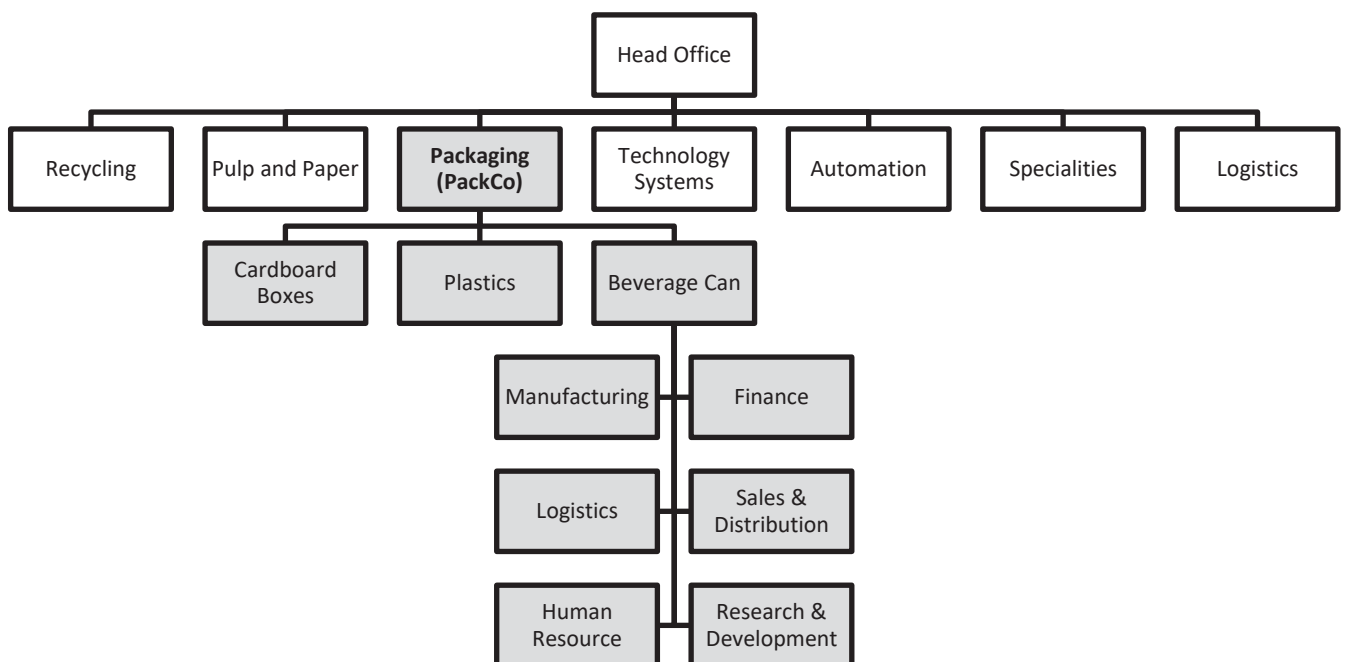 Head Office
Recycling
Pulp and Paper
Packaging
(PackCo)
Technology
Systems
Automation
Specialities
Logistics
Cardboard
Boxes
Plastics
Beverage Can
Manufacturing
Finance
Logistics
Sales &
Distribution
Human
Resource
Research &
Development